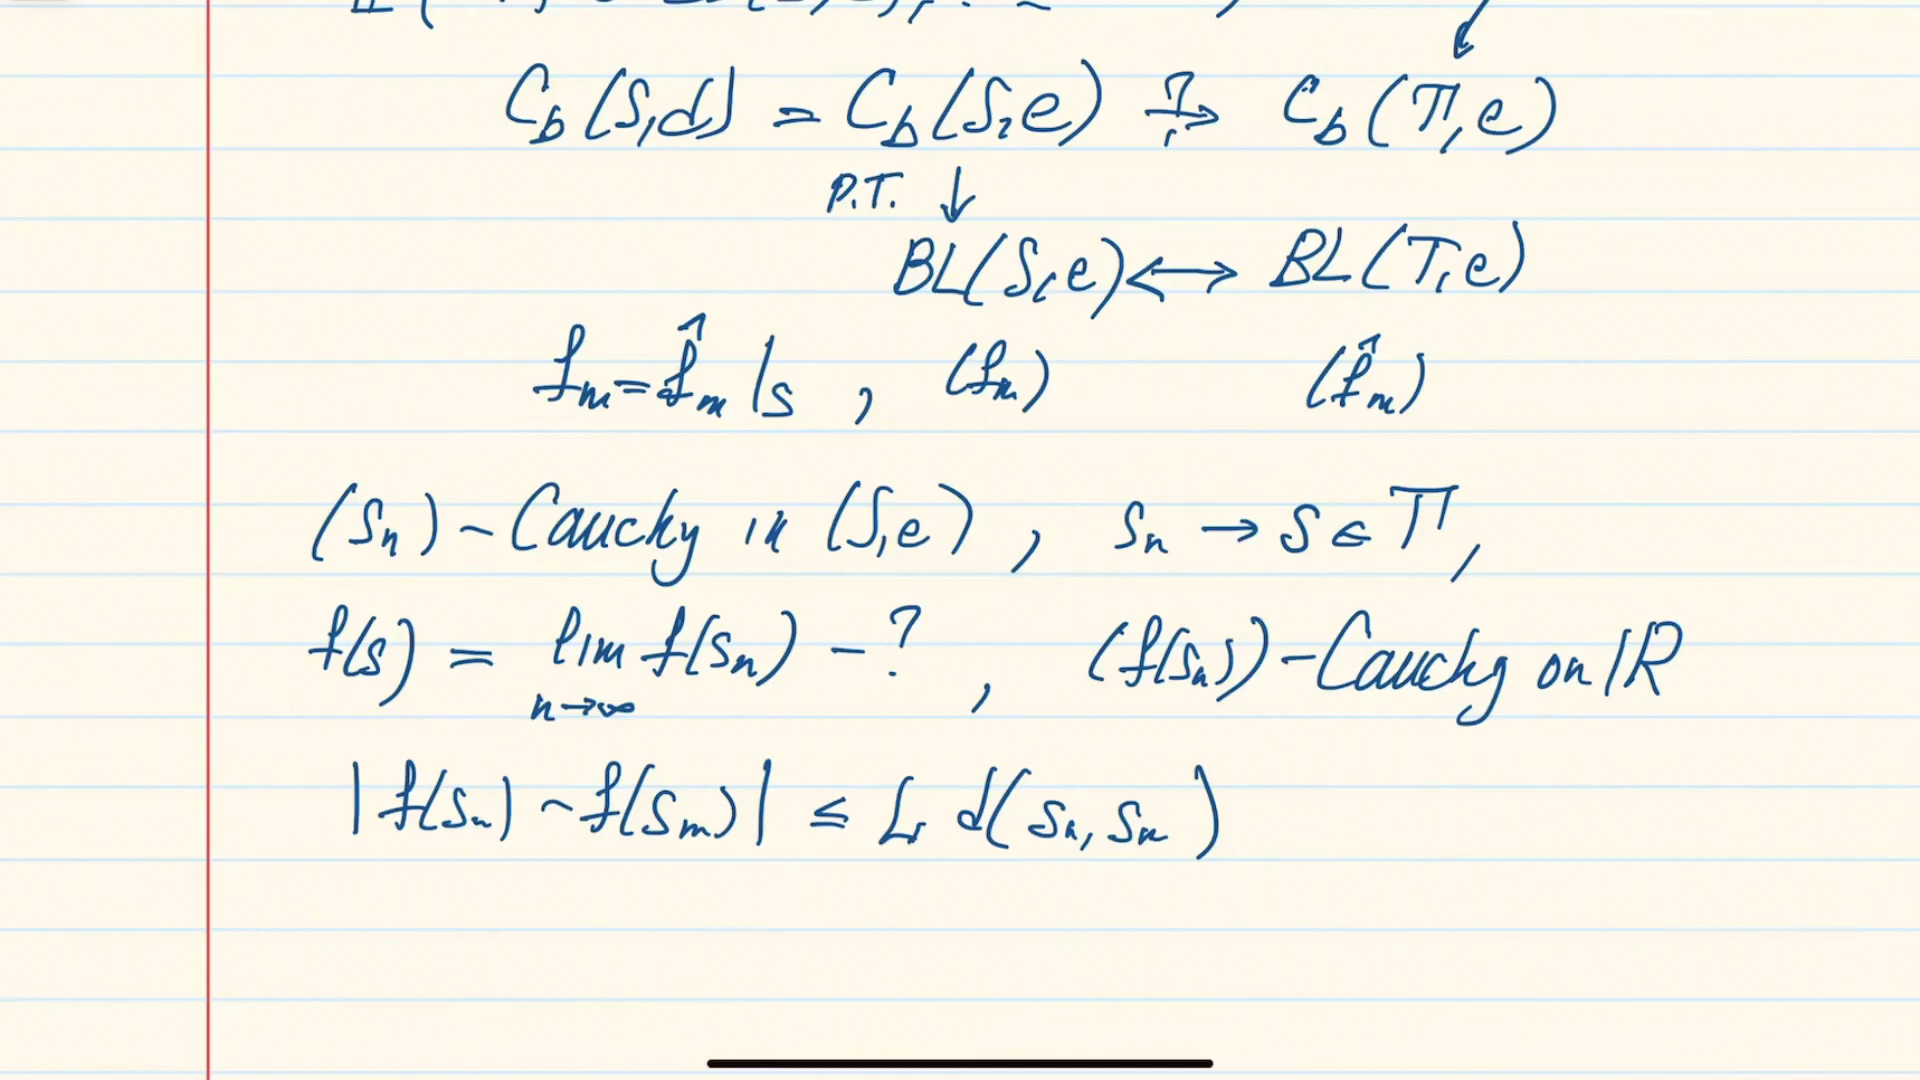 C_b(S,d) = C_b(S,e) ?→ C_b(T,e)
P.T. ↓
BL(S,e) ↔ BL(T,e)
f_m = f̂_m|_S , (f_m) (f̂_m)
(s_n) - Cauchy in (S,e) , s_n → s ∈ T,
f(s) = lim_{n→∞} f(s_n) - ? , (f(s_n)) - Cauchy on ℝ
|f(s_n) - f(s_m)| ≤ L d(s_n, s_m)